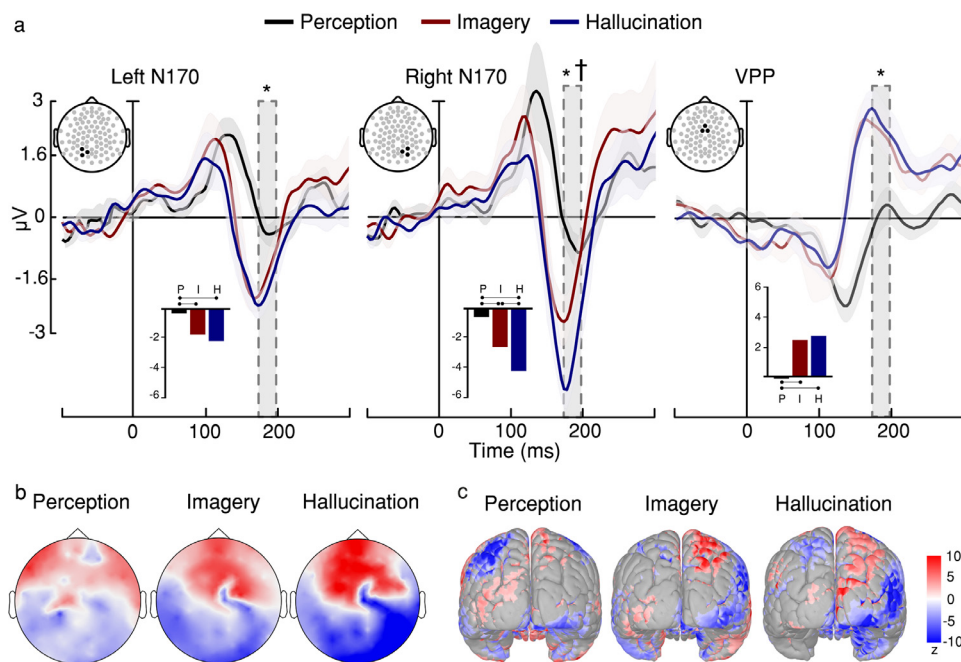 a
Perception Imagery Hallucination
Left N170 Right N170 VPP
* * † *
3
1.6
0
-1.6
-3
μV
P I H
-2
-4
-6
P I H
-2
-4
-6
6
4
2
P I H
0 100 200 0 100 200 0 100 200
Time (ms)
b
Perception Imagery Hallucination
c
Perception Imagery Hallucination
10
5
0
-5
-10
z